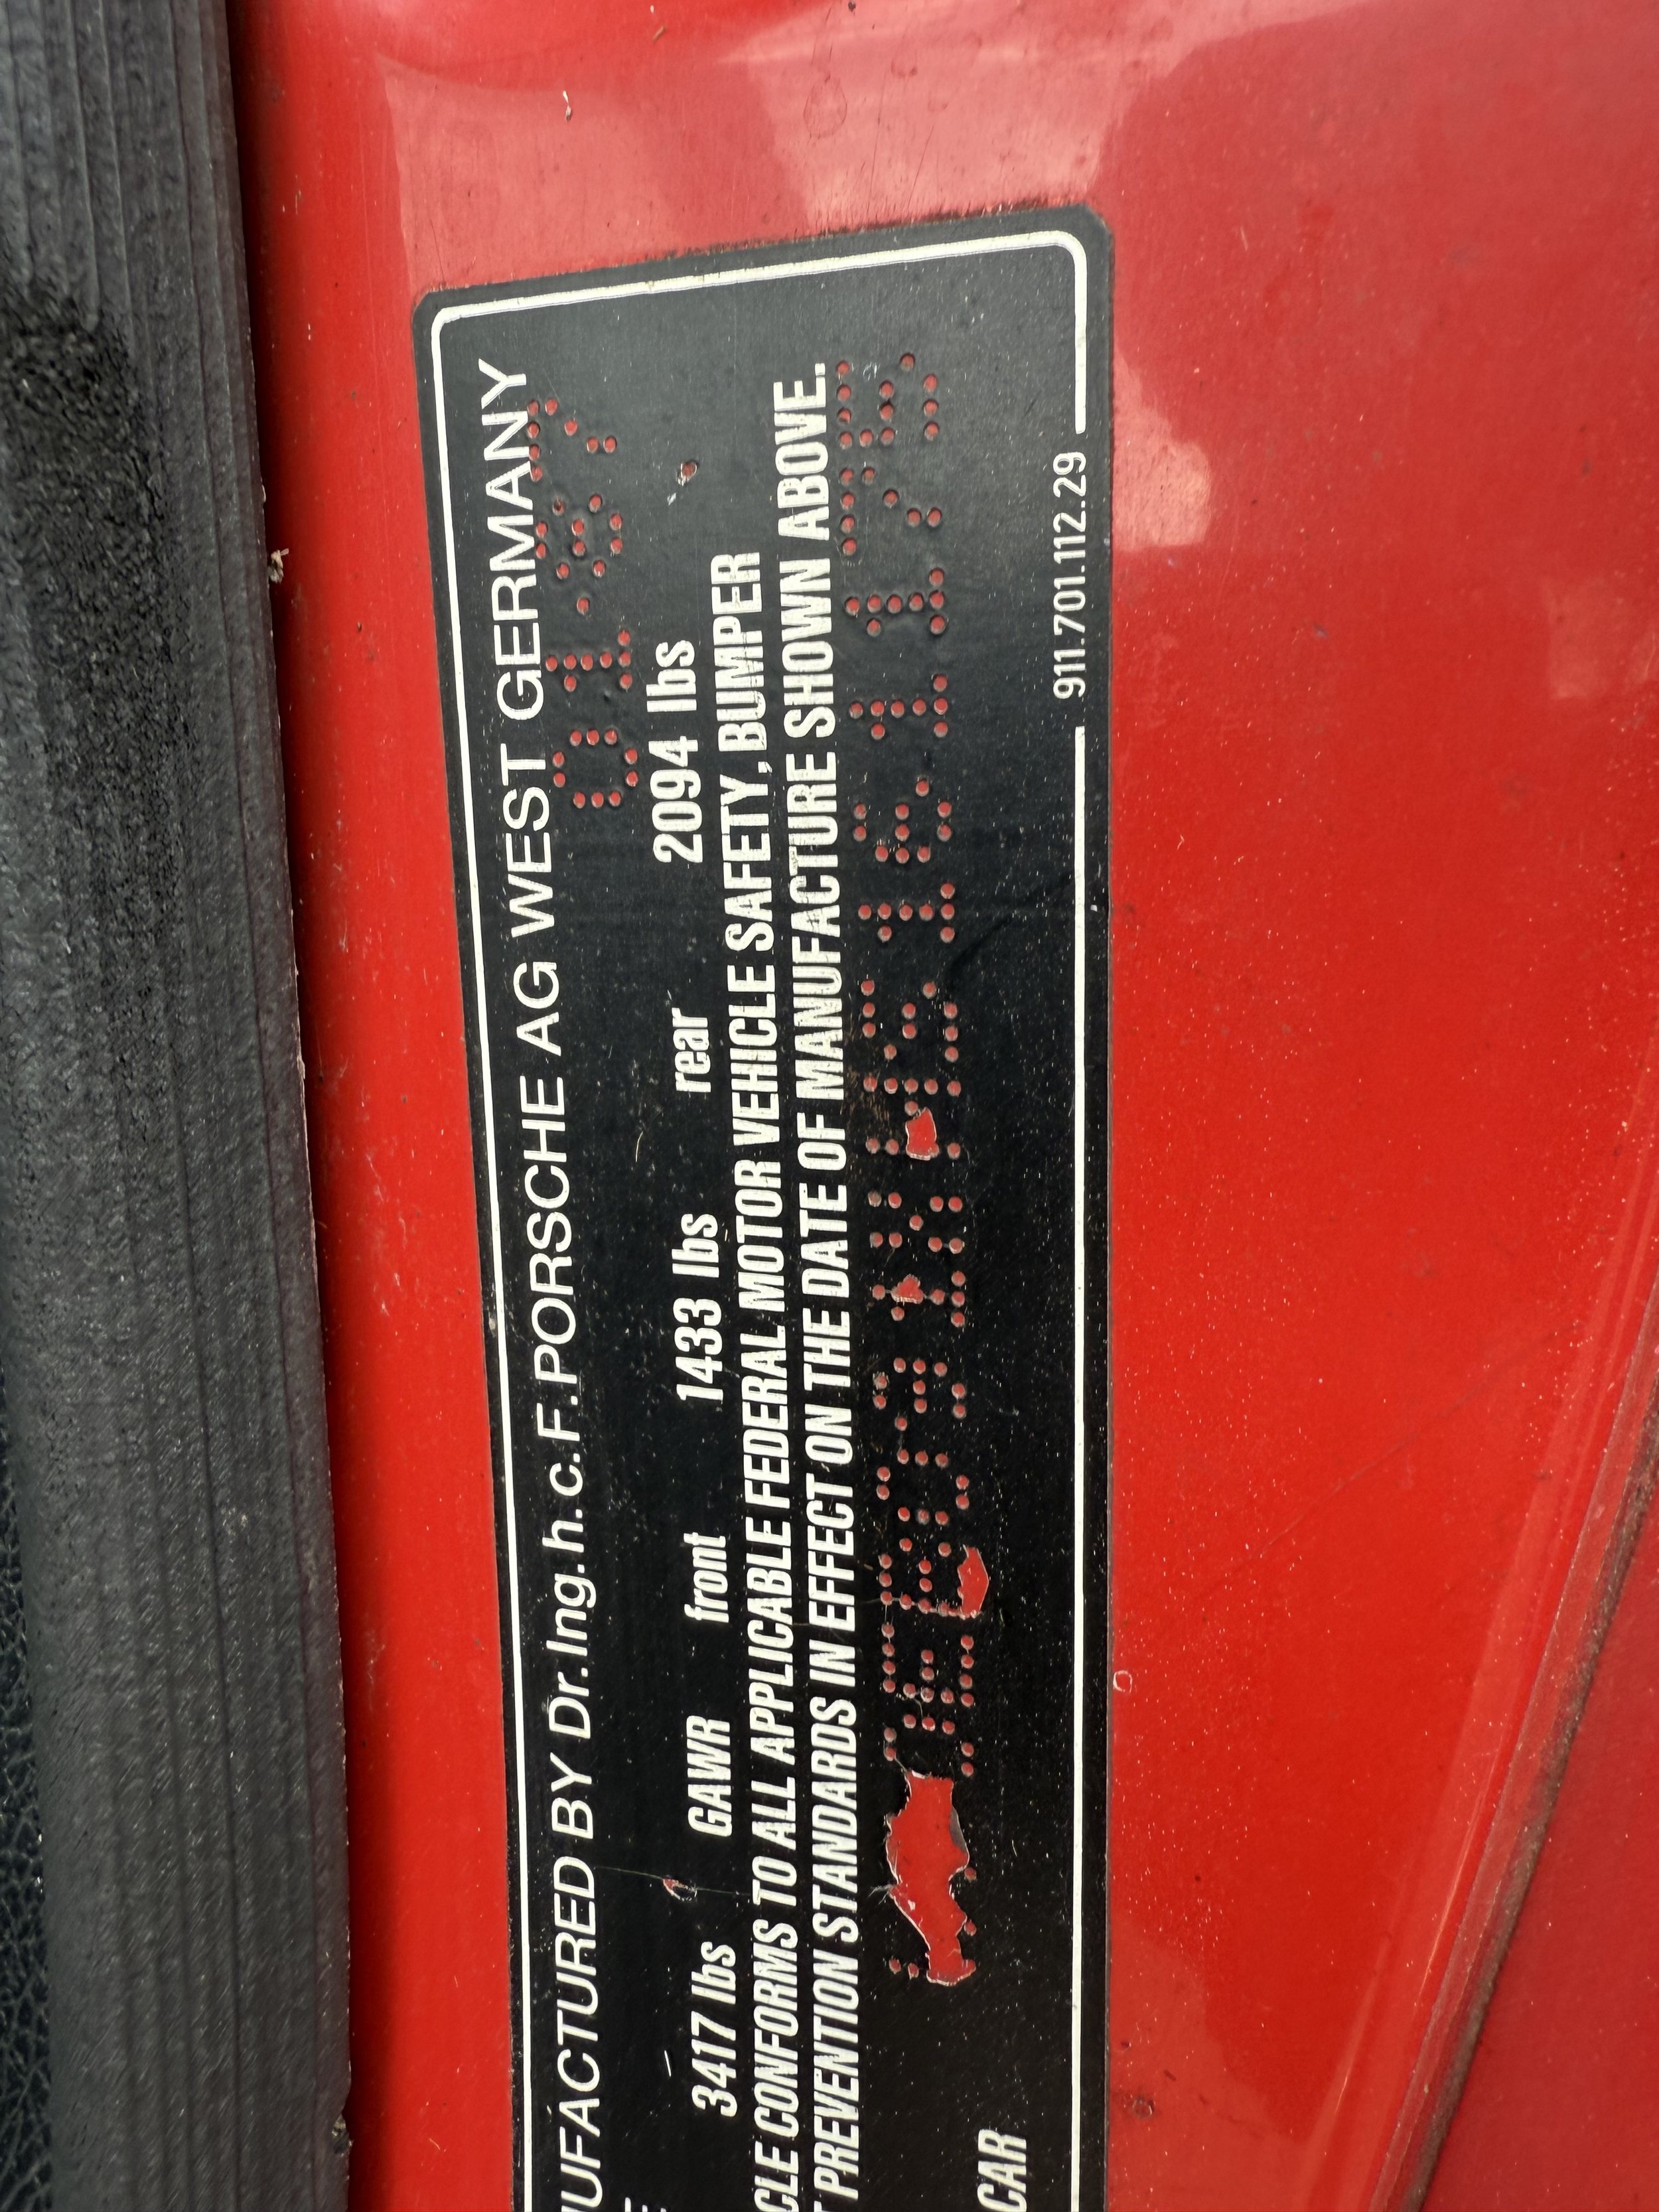 UFACTURED BY Dr.Ing.h.c.F.PORSCHE AG WEST GERMANY
01-87
3417 lbs GAWR front 1433 lbs rear 2094 lbs
CLE CONFORMS TO ALL APPLICABLE FEDERAL MOTOR VEHICLE SAFETY, BUMPER
T PREVENTION STANDARDS IN EFFECT ON THE DATE OF MANUFACTURE SHOWN ABOVE.
0EB091XHS161175
CAR
911.701.112.29